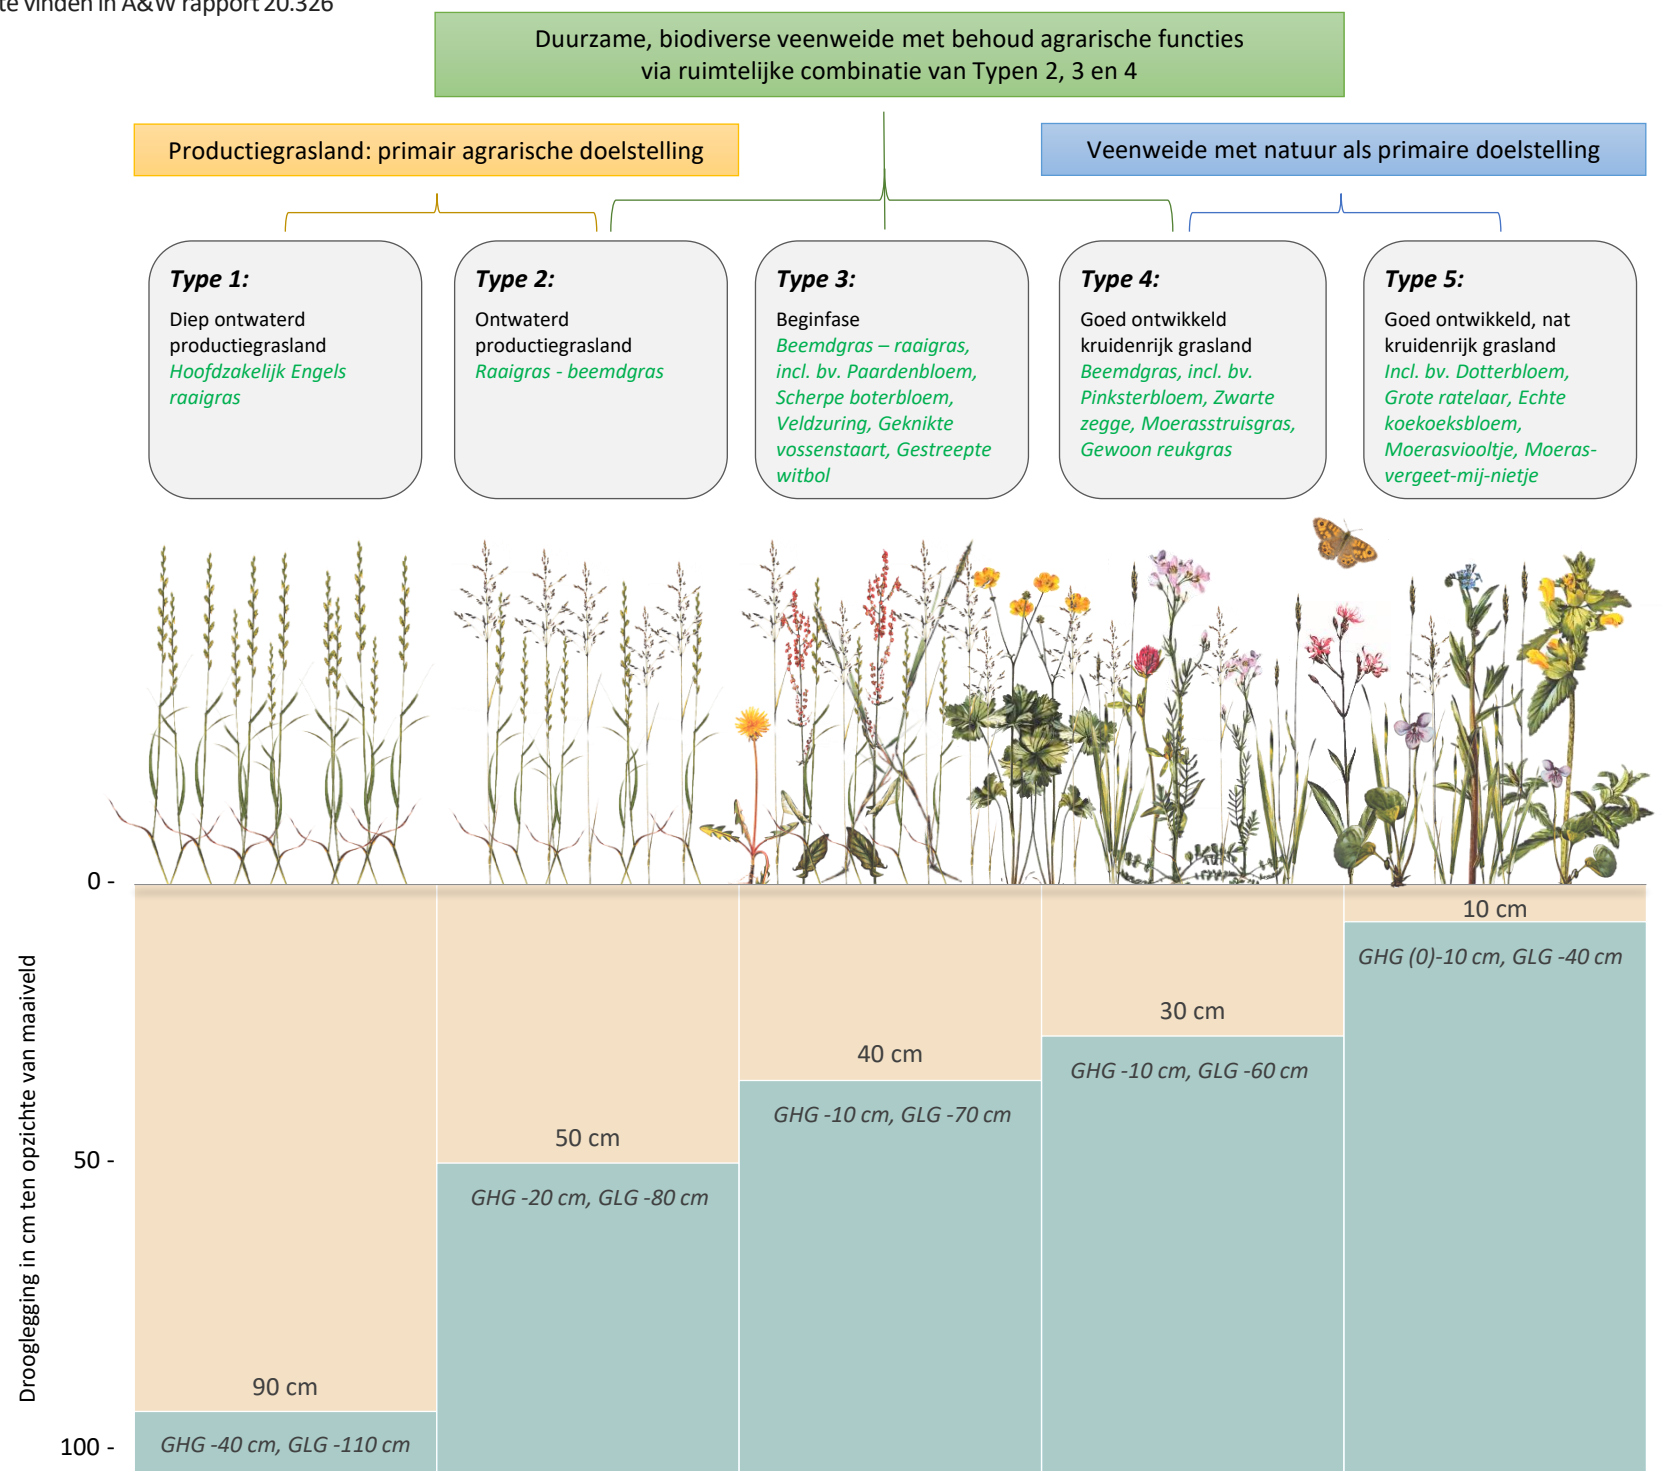 te vinden in A&W rapport 20.326
Duurzame, biodiverse veenweide met behoud agrarische functies
via ruimtelijke combinatie van Typen 2, 3 en 4
Productiegrasland: primair agrarische doelstelling
Veenweide met natuur als primaire doelstelling
Type 1:
Diep ontwaterd
productiegrasland
Hoofdzakelijk Engels
raaigras
Type 2:
Ontwaterd
productiegrasland
Raaigras - beemdgras
Type 3:
Beginfase
Beemdgras – raaigras,
incl. bv. Paardenbloem,
Scherpe boterbloem,
Veldzuring, Geknikte
vossenstaart, Gestreepte
witbol
Type 4:
Goed ontwikkeld
kruidenrijk grasland
Beemdgras, incl. bv.
Pinksterbloem, Zwarte
zegge, Moerasstruisgras,
Gewoon reukgras
Type 5:
Goed ontwikkeld, nat
kruidenrijk grasland
Incl. bv. Dotterbloem,
Grote ratelaar, Echte
koekoeksbloem,
Moerasviooltje, Moeras-
vergeet-mij-nietje
Drooglegging in cm ten opzichte van maaiveld
0 -
50 -
100 -
90 cm
GHG -40 cm, GLG -110 cm
50 cm
GHG -20 cm, GLG -80 cm
40 cm
GHG -10 cm, GLG -70 cm
30 cm
GHG -10 cm, GLG -60 cm
10 cm
GHG (0)-10 cm, GLG -40 cm